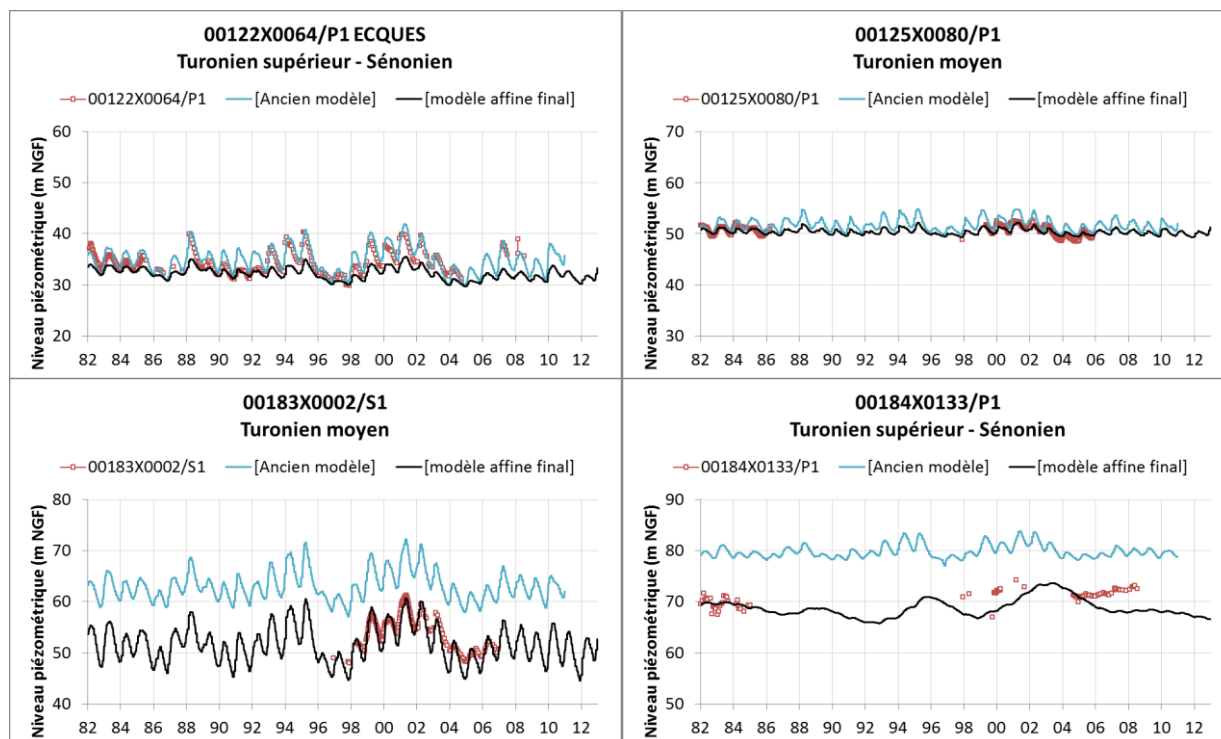 00122X0064/P1 ECQUES
Turonien supérieur - Sénonien
00122X0064/P1 [Ancien modèle] [modèle affine final]
Niveau piézométrique (m NGF)
60
50
40
30
20
82 84 86 88 90 92 94 96 98 00 02 04 06 08 10 12
00125X0080/P1
Turonien moyen
00125X0080/P1 [Ancien modèle] [modèle affine final]
Niveau piézométrique (m NGF)
70
60
50
40
30
82 84 86 88 90 92 94 96 98 00 02 04 06 08 10 12
00183X0002/S1
Turonien moyen
00183X0002/S1 [Ancien modèle] [modèle affine final]
Niveau piézométrique (m NGF)
80
70
60
50
40
82 84 86 88 90 92 94 96 98 00 02 04 06 08 10 12
00184X0133/P1
Turonien supérieur - Sénonien
00184X0133/P1 [Ancien modèle] [modèle affine final]
Niveau piézométrique (m NGF)
90
80
70
60
50
82 84 86 88 90 92 94 96 98 00 02 04 06 08 10 12